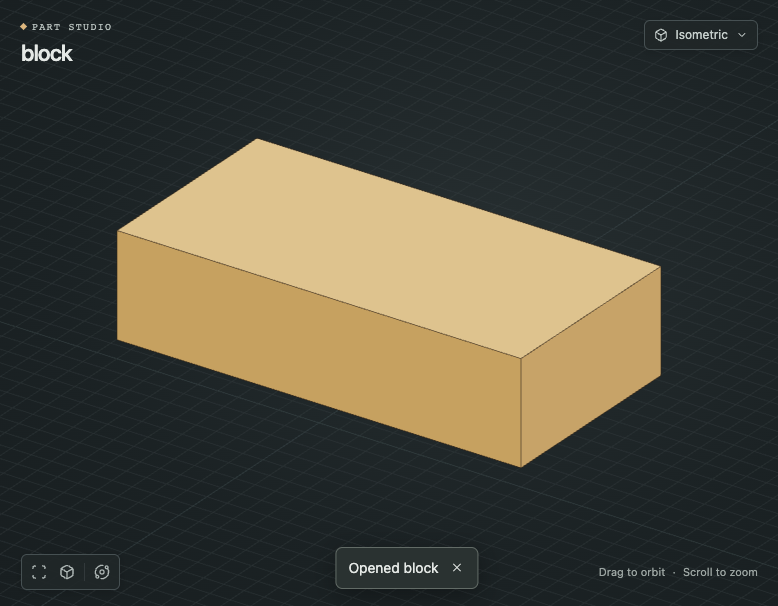 PART STUDIO
block
Isometric
Opened block
Drag to orbit · Scroll to zoom